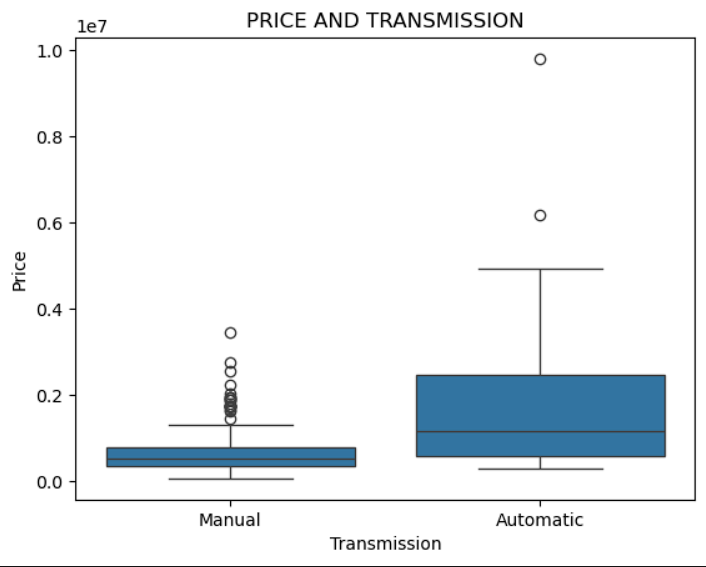 PRICE AND TRANSMISSION
1e7
1.0
0.8
0.6
0.4
0.2
0.0
Price
Manual Automatic
Transmission